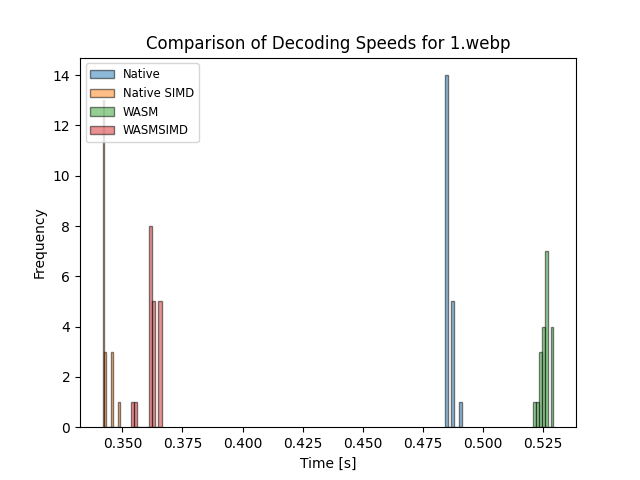 Comparison of Decoding Speeds for 1.webp
Native
Native SIMD
WASM
WASMSIMD
14
12
10
8
6
4
2
0
Frequency
0.350 0.375 0.400 0.425 0.450 0.475 0.500 0.525
Time [s]